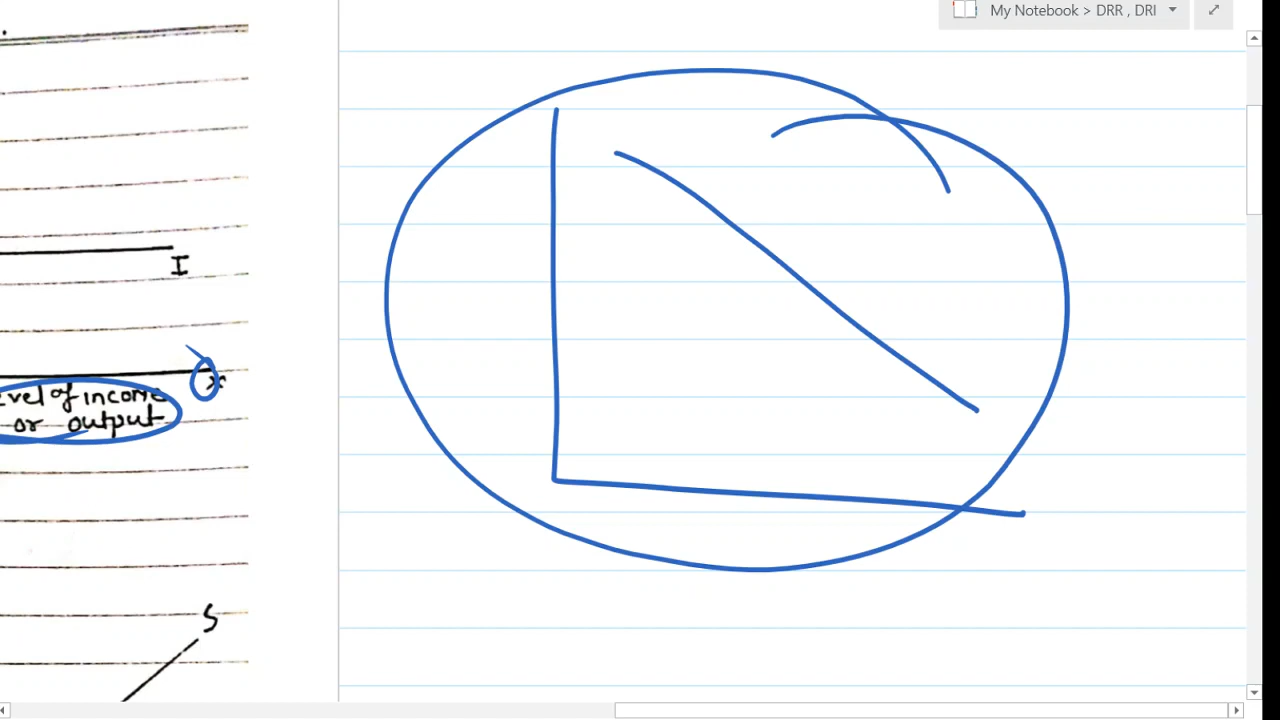 My Notebook > DRR , DRI
I
x
evel of income
or output
S